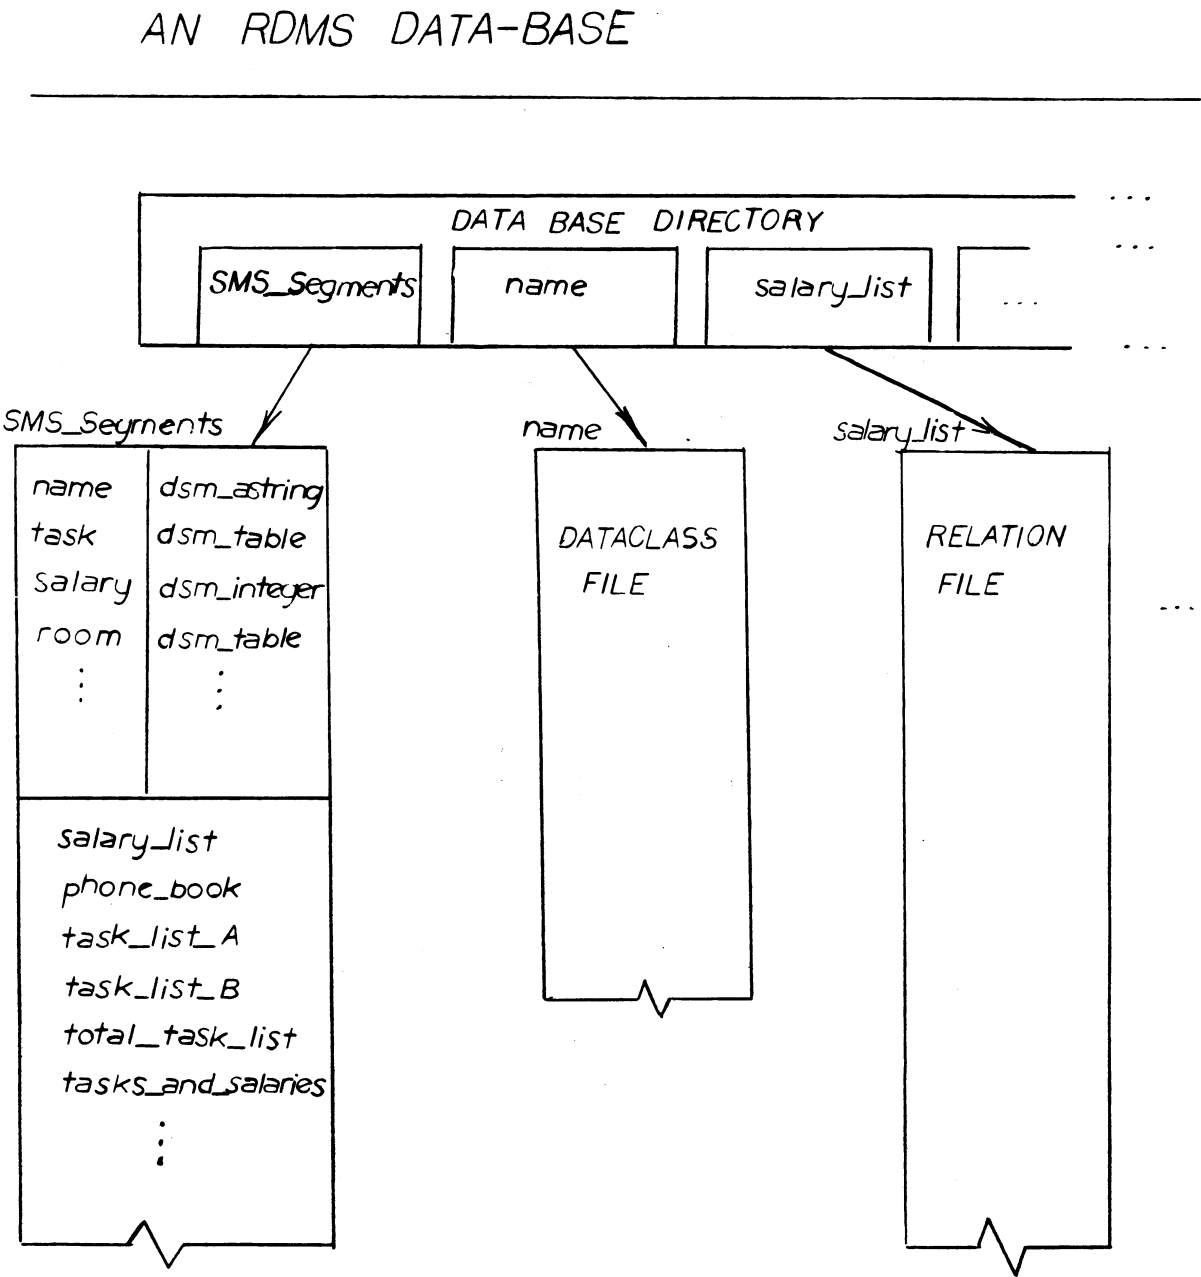 AN RDMS DATA-BASE
...
DATA BASE DIRECTORY
...
SMS_Segments
name
salary_list
...
...
SMS_Segments
name
salary_list
name dsm_astring
task dsm_table
salary dsm_integer
room dsm_table
DATACLASS
FILE
RELATION
FILE
...
salary_list
phone_book
task_list_A
task_list_B
total_task_list
tasks_and_salaries